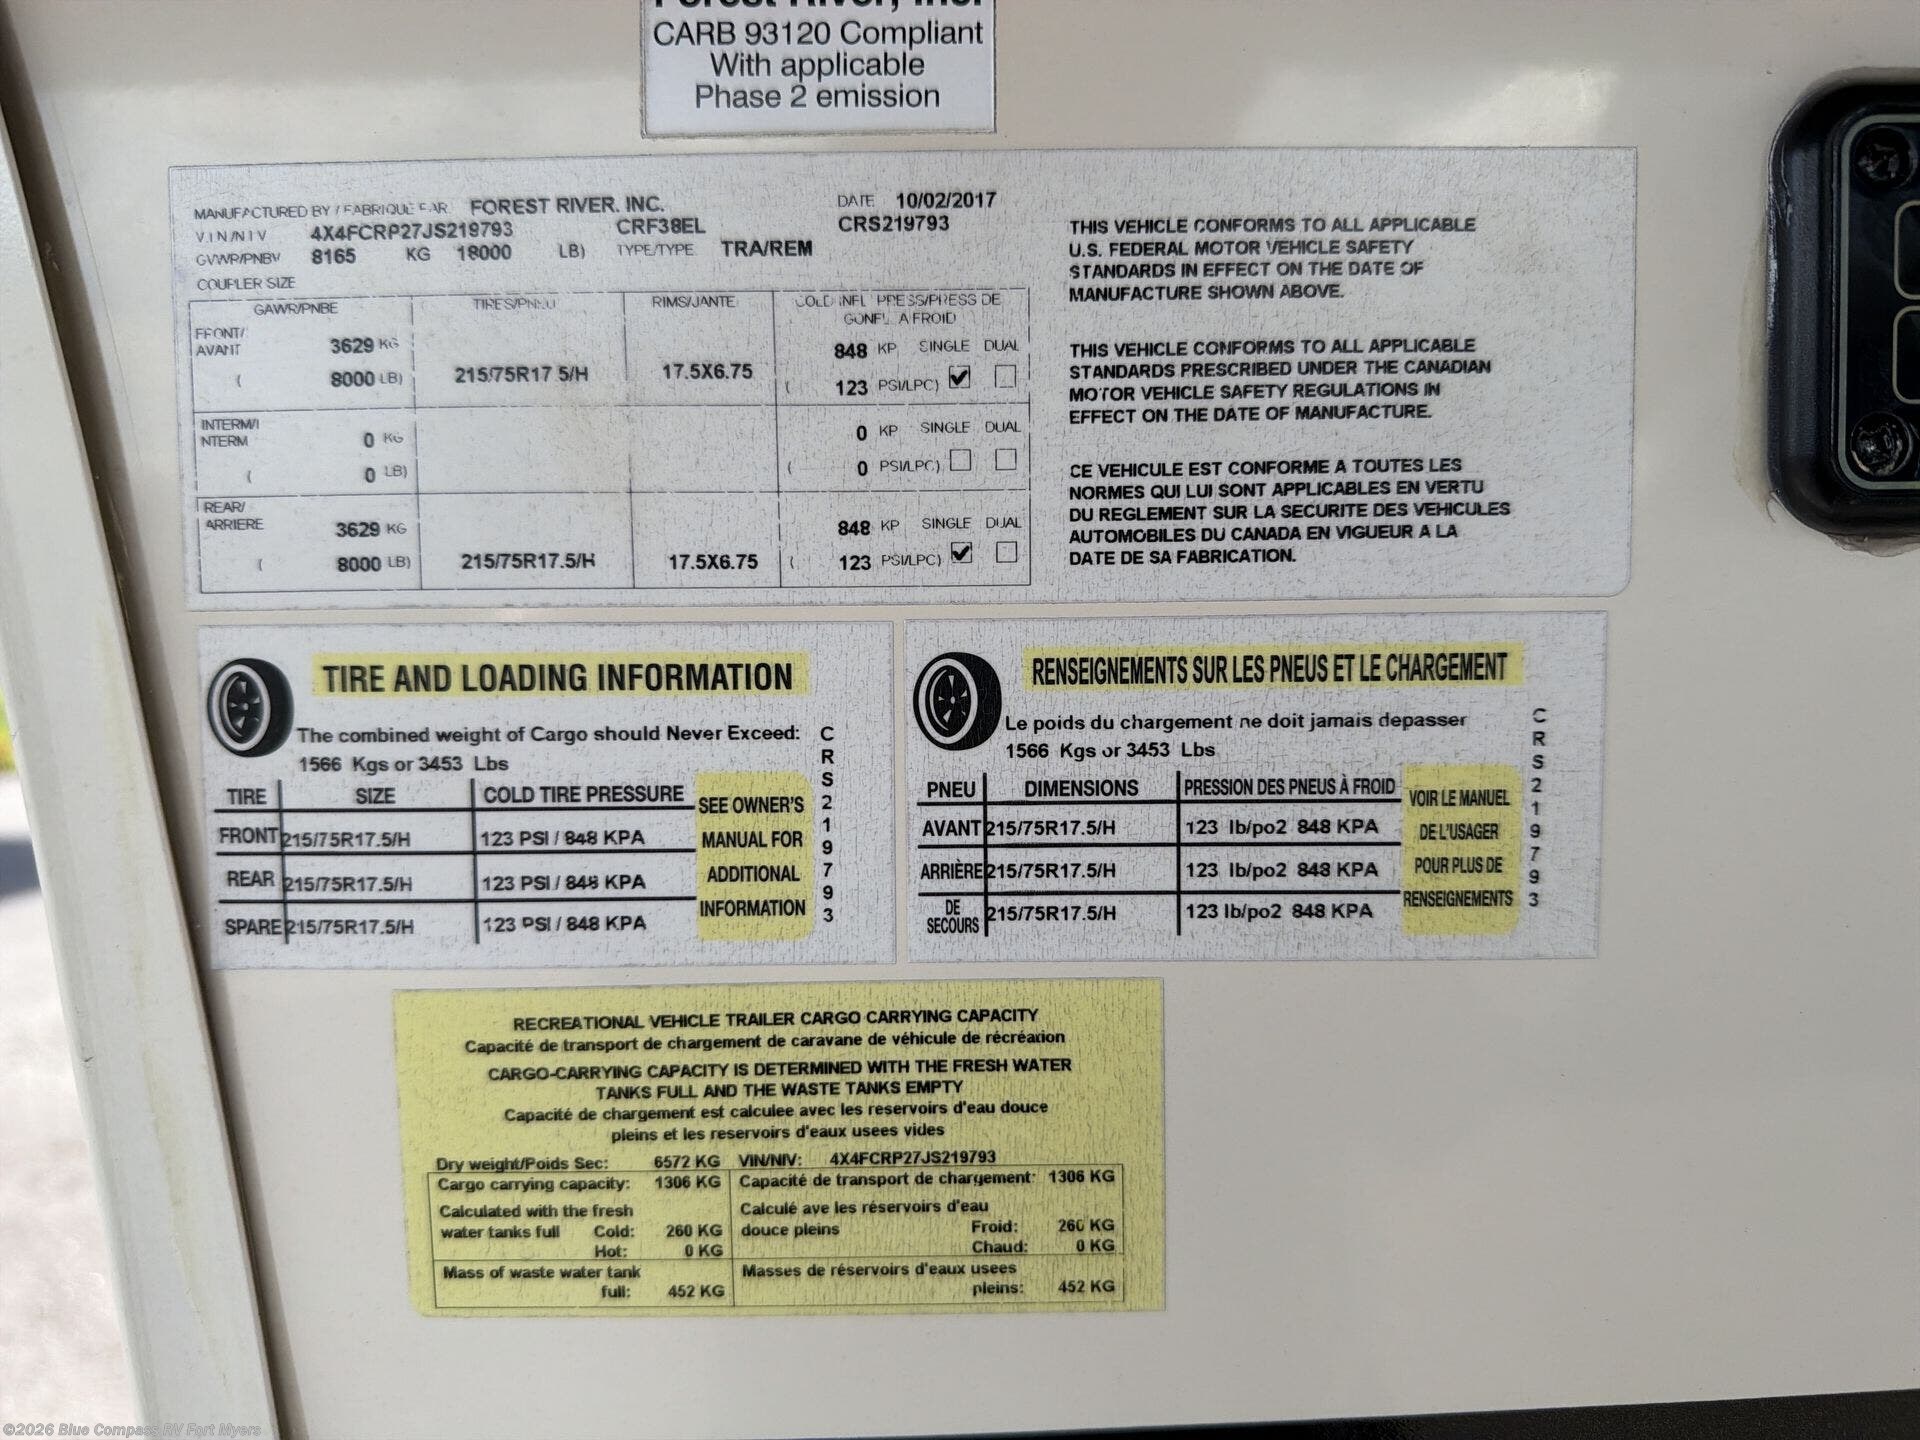 Forest River, Inc.
CARB 93120 Compliant
With applicable
Phase 2 emission
MANUFACTURED BY / FABRIQUE PAR FOREST RIVER, INC. DATE 10/02/2017
V.I.N/N.I.V 4X4FCRP27JS219793 CRF38EL CRS219793
GVWR/PNBV 8165 KG 18000 LB) TYPE/TYPE TRA/REM
COUPLER SIZE
GAWR/PNBE TIRES/PNEU RIMS/JANTE COLD INFL PRESS/PRESS DE
GONFL A FROID
FRONT/
AVANT 3629 KG 848 KP SINGLE DUAL
( 8000 LB) 215/75R17.5/H 17.5X6.75 ( 123 PSI/LPC)
INTERM/I
NTERM 0 KG 0 KP SINGLE DUAL
( 0 LB) ( 0 PSI/LPC)
REAR/
ARRIERE 3629 KG 848 KP SINGLE DUAL
( 8000 LB) 215/75R17.5/H 17.5X6.75 ( 123 PSI/LPC)
THIS VEHICLE CONFORMS TO ALL APPLICABLE
U.S. FEDERAL MOTOR VEHICLE SAFETY
STANDARDS IN EFFECT ON THE DATE OF
MANUFACTURE SHOWN ABOVE.
THIS VEHICLE CONFORMS TO ALL APPLICABLE
STANDARDS PRESCRIBED UNDER THE CANADIAN
MOTOR VEHICLE SAFETY REGULATIONS IN
EFFECT ON THE DATE OF MANUFACTURE.
CE VEHICULE EST CONFORME A TOUTES LES
NORMES QUI LUI SONT APPLICABLES EN VERTU
DU REGLEMENT SUR LA SECURITE DES VEHICULES
AUTOMOBILES DU CANADA EN VIGUEUR A LA
DATE DE SA FABRICATION.
TIRE AND LOADING INFORMATION
The combined weight of Cargo should Never Exceed:
1566 Kgs or 3453 Lbs
TIRE SIZE COLD TIRE PRESSURE
FRONT 215/75R17.5/H 123 PSI / 848 KPA
REAR 215/75R17.5/H 123 PSI / 848 KPA
SPARE 215/75R17.5/H 123 PSI / 848 KPA
SEE OWNER'S
MANUAL FOR
ADDITIONAL
INFORMATION
CRS219793
RENSEIGNEMENTS SUR LES PNEUS ET LE CHARGEMENT
Le poids du chargement ne doit jamais depasser
1566 Kgs or 3453 Lbs
PNEU DIMENSIONS PRESSION DES PNEUS À FROID
AVANT 215/75R17.5/H 123 lb/po2 848 KPA
ARRIÈRE 215/75R17.5/H 123 lb/po2 848 KPA
DE
SECOURS 215/75R17.5/H 123 lb/po2 848 KPA
VOIR LE MANUEL
DE L'USAGER
POUR PLUS DE
RENSEIGNEMENTS
CRS219793
RECREATIONAL VEHICLE TRAILER CARGO CARRYING CAPACITY
Capacité de transport de chargement de caravane de véhicule de récréation
CARGO-CARRYING CAPACITY IS DETERMINED WITH THE FRESH WATER
TANKS FULL AND THE WASTE TANKS EMPTY
Capacité de chargement est calculee avec les reservoirs d'eau douce
pleins et les reservoirs d'eaux usees vides
Dry weight/Poids Sec: 6572 KG VIN/NIV: 4X4FCRP27JS219793
Cargo carrying capacity: 1306 KG Capacité de transport de chargement: 1306 KG
Calculated with the fresh Calculé ave les réservoirs d'eau
water tanks full Cold: 260 KG douce pleins Froid: 260 KG
Hot: 0 KG Chaud: 0 KG
Mass of waste water tank Masses de réservoirs d'eaux usees
full: 452 KG pleins: 452 KG
©2026 Blue Compass RV Fort Myers